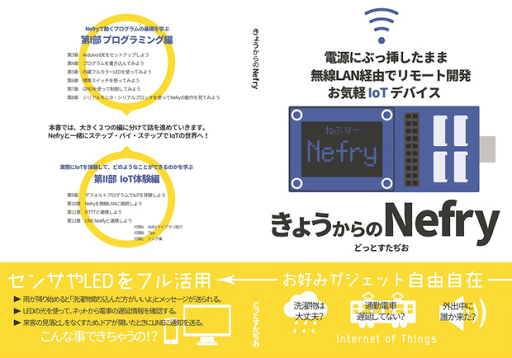 Nefryで動くプログラムの基礎を学ぶ
第I部 プログラミング編
第3章 Arduino IDEをセットアップしよう
第4章 プログラムを書き込んでみよう
第5章 内蔵フルカラーLEDを使ってみよう
第6章 標準スイッチを使ってみよう
第7章 GPIOを使って制御してみよう
第8章 シリアルモニタ・シリアルプロッタを使ってNefryの動作を見てみよう
本書では、大きく2つの編に分けて話を進めていきます。
Nefryと一緒にステップ・バイ・ステップでIoTの世界へ！
実際にIoTを体験して、どのようなことができるのかを学ぶ
第II部 IoT体験編
第9章 デフォルトプログラムでIoTを体験しよう
第10章 Nefryを無線LANに接続しよう
第11章 IFTTTと連携しよう
第12章 LINE Notifyと連携しよう
付録A Nefryライブラリ紹介
付録B Tips
付録C リンク集
センサやLEDをフル活用
▶ 雨が降り始めると「洗濯物取り込んだ方がいいよ」とメッセージが送られる。
▶ LEDの光を使って、ネットから電車の遅延情報を確認する。
▶ 来客の見落としをなくすため、ドアが開いたときにLINEに通知を送る。
こんな事できちゃうの!?
きょうからのNefry
どっとすたぢお
電源にぶっ挿したまま
無線LAN経由でリモート開発
お気軽 IoT デバイス
ねふりー
Nefry
きょうからのNefry
どっとすたぢお
お好みガジェット自由自在
洗濯物は
大丈夫？
通勤電車
遅延してない？
外出中に
誰か来た？
Internet of Things